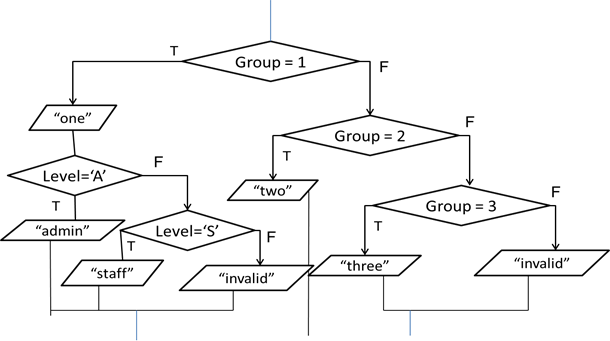 Group = 1
T
F
“one”
Group = 2
F
T
Level=‘A’
F
T
“two”
Group = 3
F
T
“admin”
Level=‘S’
T
F
“staff”
“invalid”
“three”
“invalid”